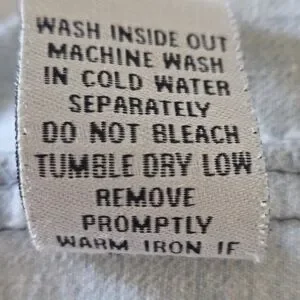 WASH INSIDE OUT
MACHINE WASH
IN COLD WATER
SEPARATELY
DO NOT BLEACH
TUMBLE DRY LOW
REMOVE
PROMPTLY
WARM IRON IF